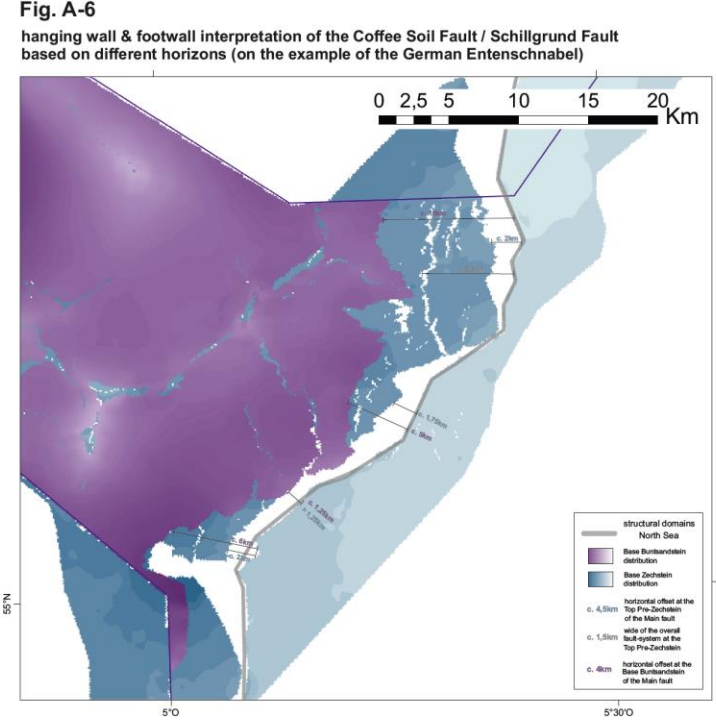 Fig. A-6
hanging wall & footwall interpretation of the Coffee Soil Fault / Schillgrund Fault
based on different horizons (on the example of the German Entenschnabel)
0 2,5 5 10 15 20 Km
c. 2km
c. 1,75km
c. 5km
c. 1,25km
> 1,25km
c. 6km
structural domains
North Sea
Base Buntsandstein
distribution
Base Zechstein
distribution
c. 4,5km
horizontal offset at the
Top Pre-Zechstein
of the Main fault
c. 1,5km
wide of the overall
fault-system at the
Top Pre-Zechstein
c. 4km
horizontal offset at the
Base Buntsandstein
of the Main fault
55°N
5°O
5°30'O